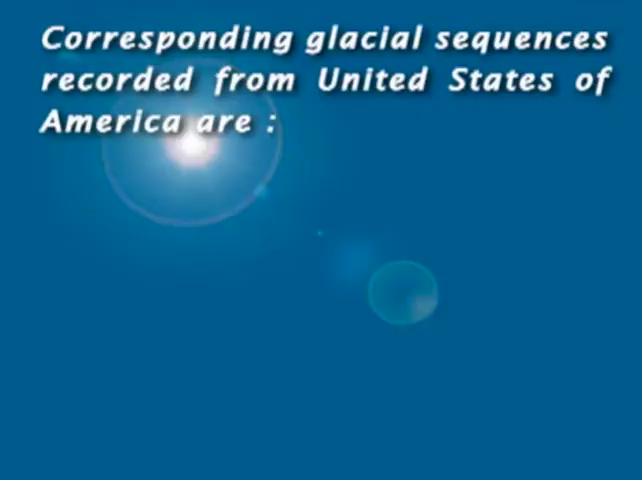 Corresponding glacial sequences
recorded from United States of
America are :